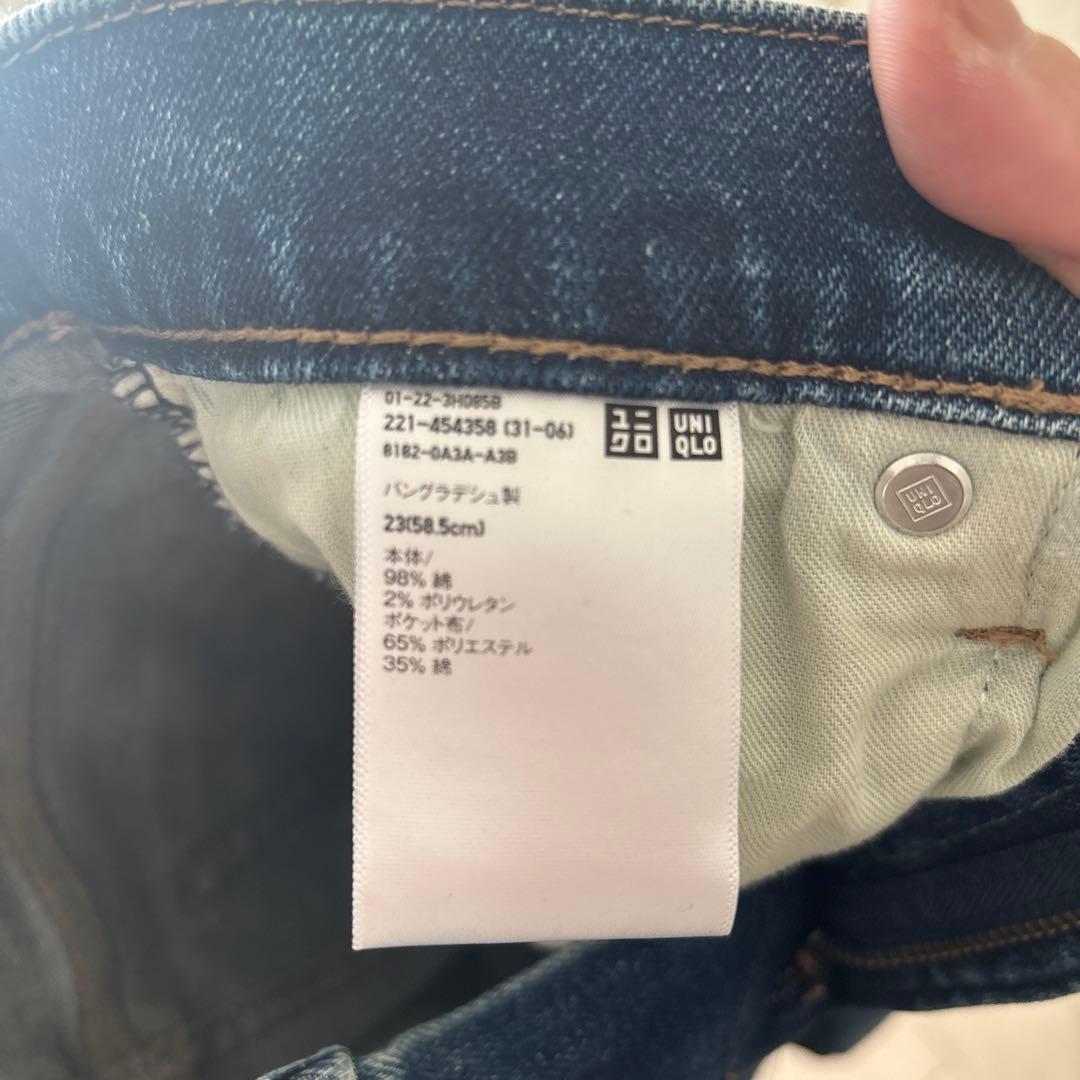 01-22-3H085B
221-454358 (31-06)
8182-0A3A-A3B
バングラデシュ製
23(58.5cm)
本体/
98% 綿
2% ポリウレタン
ポケット布/
65% ポリエステル
35% 綿
ユニ
クロ
UNI
QLO
UNI
QLO